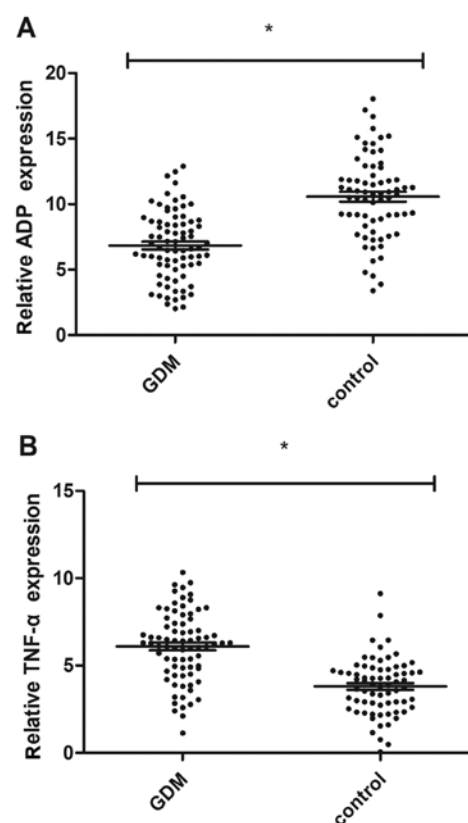 A
*
Relative ADP expression
20
15
10
5
0
GDM
control
B
*
Relative TNF-α expression
15
10
5
0
GDM
control